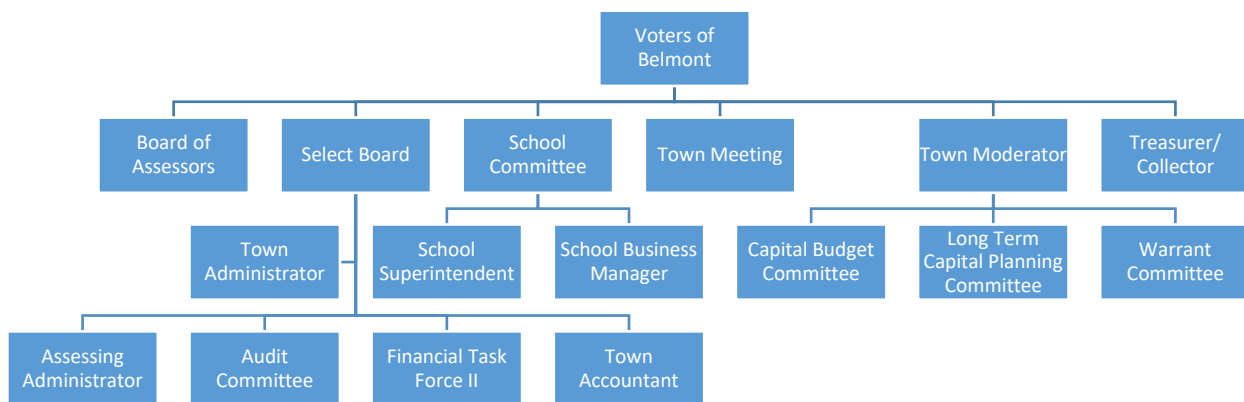 Voters of
Belmont
Board of
Assessors
Select Board
School
Committee
Town Meeting
Town Moderator
Treasurer/
Collector
Town
Administrator
School
Superintendent
School Business
Manager
Capital Budget
Committee
Long Term
Capital Planning
Committee
Warrant
Committee
Assessing
Administrator
Audit
Committee
Financial Task
Force II
Town
Accountant